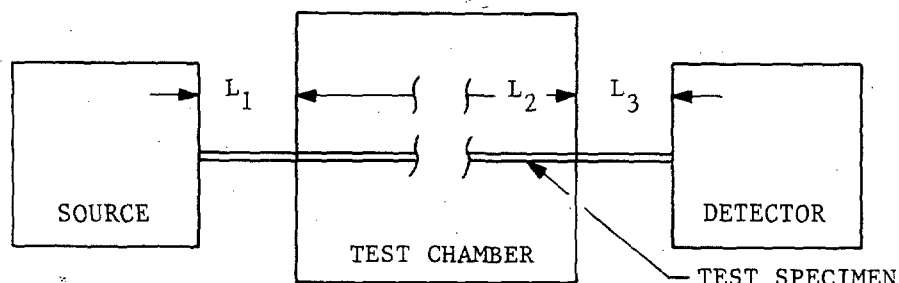 L1
L2
L3
SOURCE
DETECTOR
TEST CHAMBER
TEST SPECIMEN